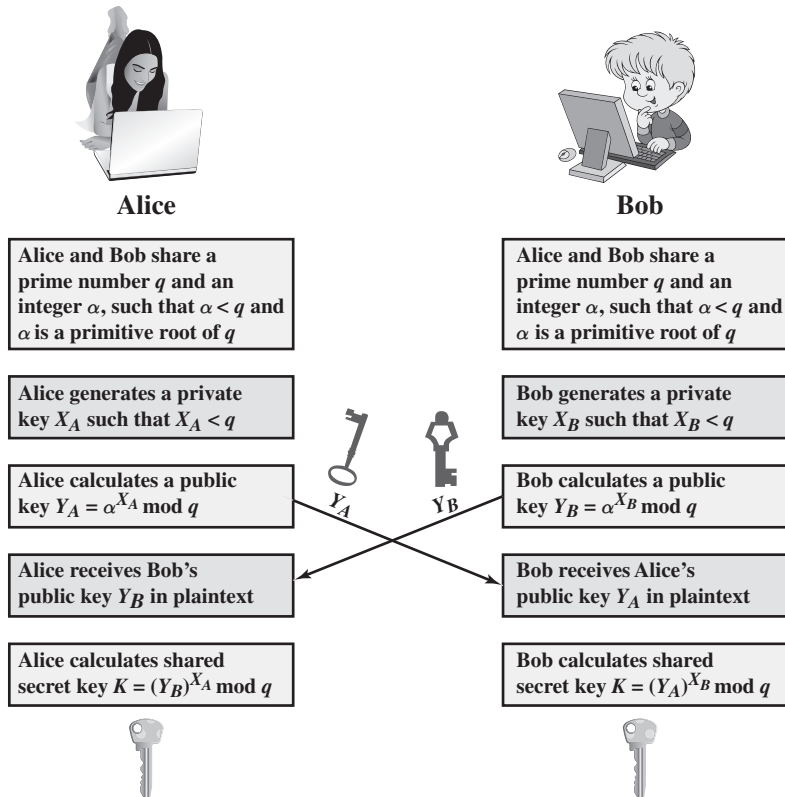 Alice
Bob
Alice and Bob share a
prime number q and an
integer α, such that α < q and
α is a primitive root of q
Alice and Bob share a
prime number q and an
integer α, such that α < q and
α is a primitive root of q
Alice generates a private
key X_A such that X_A < q
Bob generates a private
key X_B such that X_B < q
Alice calculates a public
key Y_A = α^{X_A} mod q
Y_A
Y_B
Bob calculates a public
key Y_B = α^{X_B} mod q
Alice receives Bob's
public key Y_B in plaintext
Bob receives Alice's
public key Y_A in plaintext
Alice calculates shared
secret key K = (Y_B)^{X_A} mod q
Bob calculates shared
secret key K = (Y_A)^{X_B} mod q